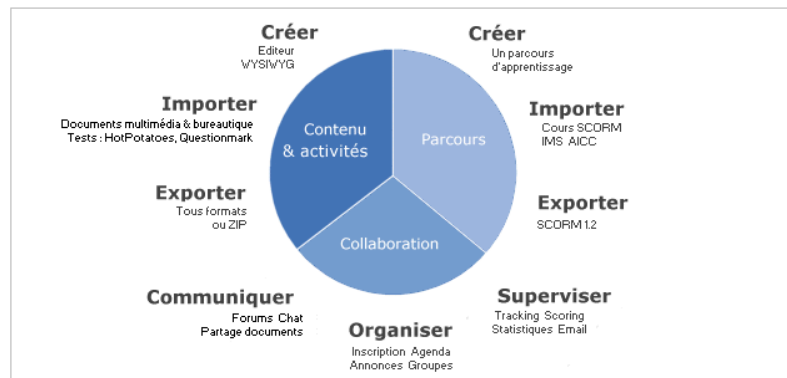 Créer
Editeur
WYSIWYG
Créer
Un parcours
d'apprentissage
Importer
Documents multimédia & bureautique
Tests : HotPotatoes, Questionmark
Contenu
& activités
Parcours
Importer
Cours SCORM
IMS AICC
Exporter
Tous formats
ou ZIP
Exporter
SCORM 1.2
Collaboration
Communiquer
Forums Chat
Partage documents
Organiser
Inscription Agenda
Annonces Groupes
Superviser
Tracking Scoring
Statistiques Email